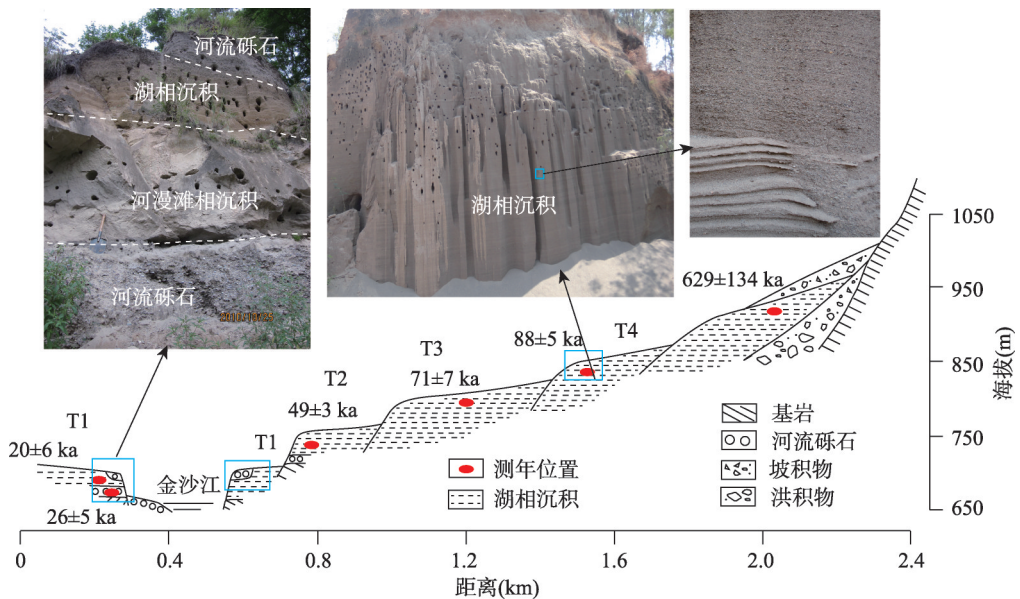 河流砾石
湖相沉积
河漫滩相沉积
河流砾石
湖相沉积
629±134 ka
88±5 ka
T4
T3
71±7 ka
T2
49±3 ka
T1
T1
20±6 ka
金沙江
26±5 ka
测年位置
湖相沉积
基岩
河流砾石
坡积物
洪积物
1050
950
850
750
650
海拔(m)
0
0.4
0.8
1.2
1.6
2.0
2.4
距离(km)